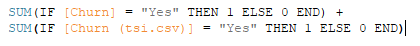 SUM(IF [Churn] = "Yes" THEN 1 ELSE 0 END) +
SUM(IF [Churn (tsi.csv)] = "Yes" THEN 1 ELSE 0 END)